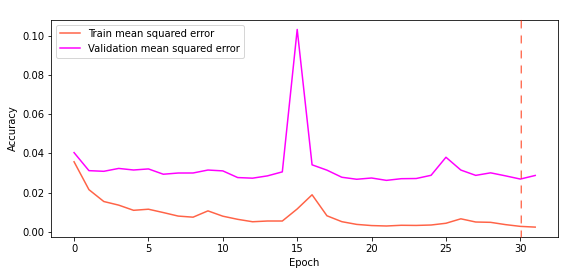 Train mean squared error
Validation mean squared error
0.10
0.08
0.06
0.04
0.02
0.00
Accuracy
0 5 10 15 20 25 30
Epoch